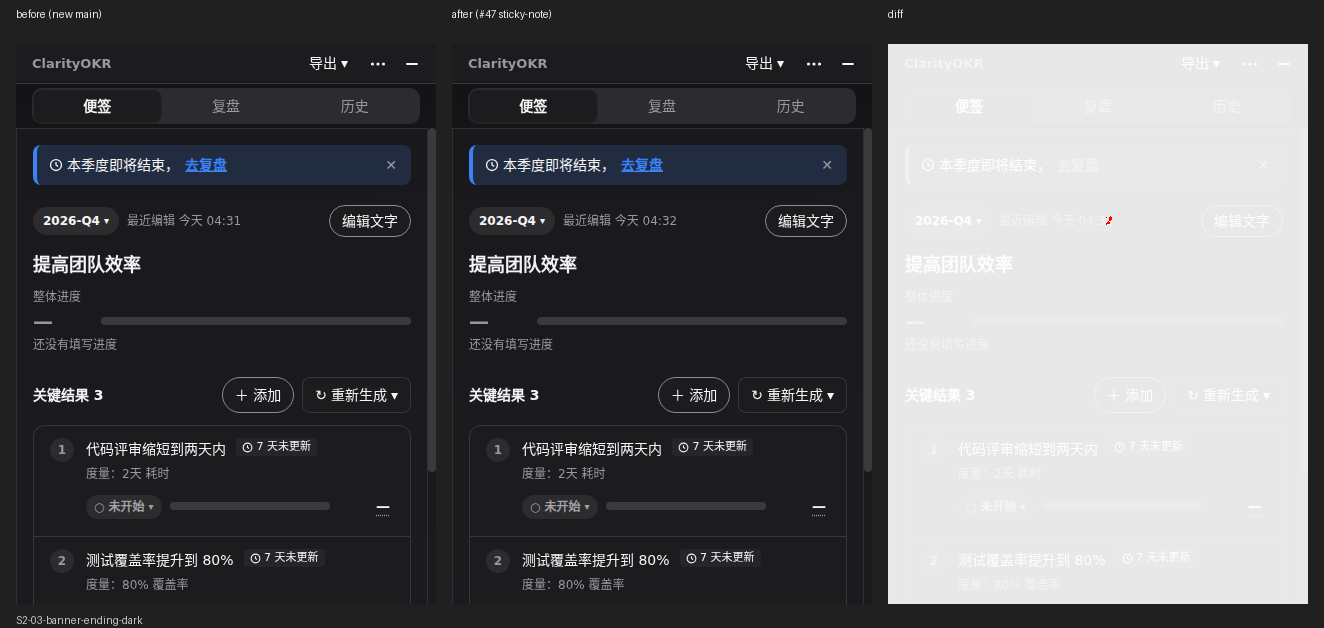 before (new main)
ClarityOKR 导出 ▾ ··· —
便签 复盘 历史
本季度即将结束， 去复盘 ×
2026-Q4 ▾ 最近编辑 今天 04:31 编辑文字
提高团队效率
整体进度
—
还没有填写进度
关键结果 3 ＋ 添加 ↻ 重新生成 ▾
1 代码评审缩短到两天内 7 天未更新
度量：2天 耗时
○ 未开始 ▾ —
2 测试覆盖率提升到 80% 7 天未更新
度量：80% 覆盖率
after (#47 sticky-note)
ClarityOKR 导出 ▾ ··· —
便签 复盘 历史
本季度即将结束， 去复盘 ×
2026-Q4 ▾ 最近编辑 今天 04:32 编辑文字
提高团队效率
整体进度
—
还没有填写进度
关键结果 3 ＋ 添加 ↻ 重新生成 ▾
1 代码评审缩短到两天内 7 天未更新
度量：2天 耗时
○ 未开始 ▾ —
2 测试覆盖率提升到 80% 7 天未更新
度量：80% 覆盖率
diff
ClarityOKR 导出 ▾ ··· —
便签 复盘 历史
本季度即将结束， 去复盘 ×
2026-Q4 ▾ 最近编辑 今天 编辑文字
提高团队效率
整体进度
—
还没有填写进度
关键结果 3 ＋ 添加 ↻ 重新生成 ▾
1 代码评审缩短到两天内 7 天未更新
度量：2天 耗时
○ 未开始 ▾ —
2 测试覆盖率提升到 80% 7 天未更新
度量：80% 覆盖率
S2-03-banner-ending-dark